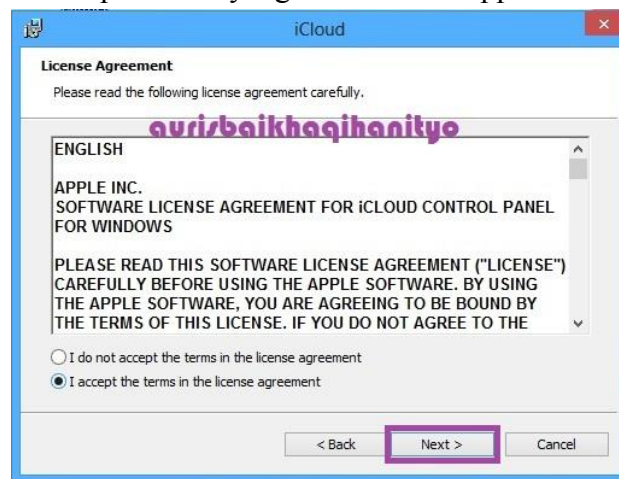 iCloud
License Agreement
Please read the following license agreement carefully.
aurisbaikhaqihanityo
ENGLISH
APPLE INC.
SOFTWARE LICENSE AGREEMENT FOR iCLOUD CONTROL PANEL
FOR WINDOWS
PLEASE READ THIS SOFTWARE LICENSE AGREEMENT ("LICENSE")
CAREFULLY BEFORE USING THE APPLE SOFTWARE. BY USING
THE APPLE SOFTWARE, YOU ARE AGREEING TO BE BOUND BY
THE TERMS OF THIS LICENSE. IF YOU DO NOT AGREE TO THE
I do not accept the terms in the license agreement
I accept the terms in the license agreement
< Back Next > Cancel